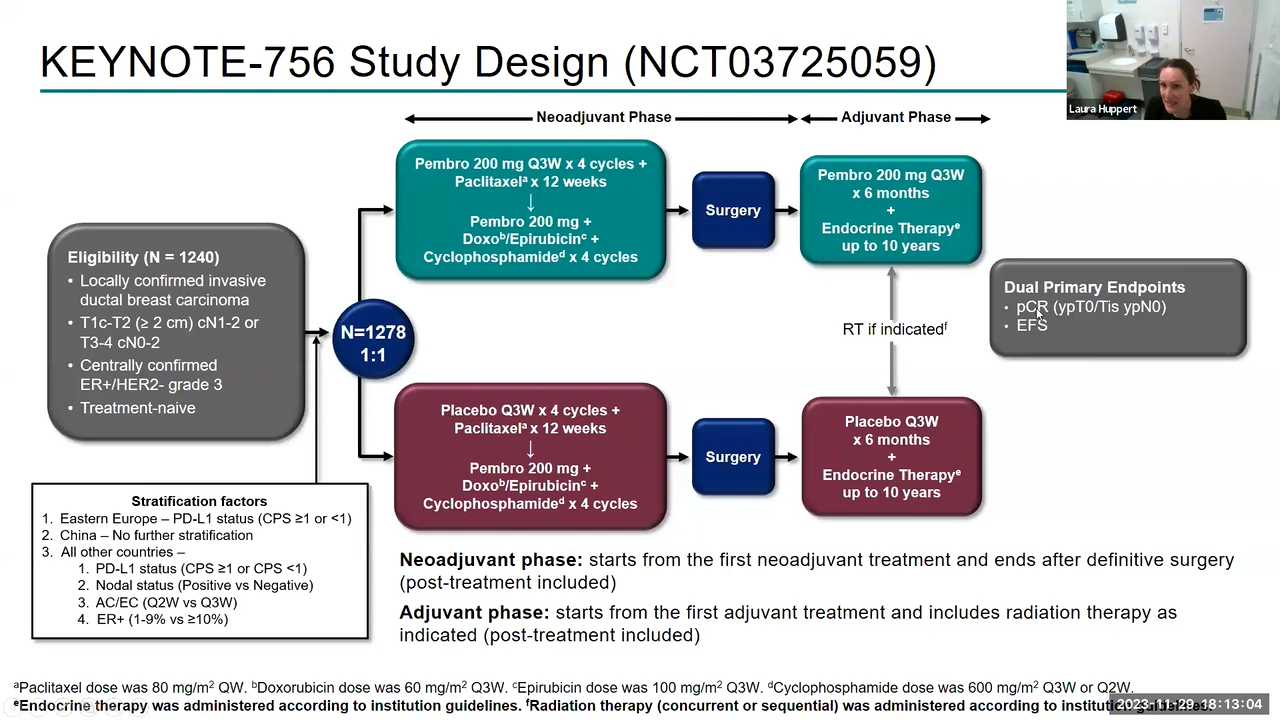 KEYNOTE-756 Study Design (NCT03725059)
Laura Huppert
Neoadjuvant Phase
Adjuvant Phase
Eligibility (N = 1240)
• Locally confirmed invasive
ductal breast carcinoma
• T1c-T2 (≥ 2 cm) cN1-2 or
T3-4 cN0-2
• Centrally confirmed
ER+/HER2- grade 3
• Treatment-naive
N=1278
1:1
Pembro 200 mg Q3W x 4 cycles +
Paclitaxelᵃ x 12 weeks
↓
Pembro 200 mg +
Doxoᵇ/Epirubicinᶜ +
Cyclophosphamideᵈ x 4 cycles
Surgery
Pembro 200 mg Q3W
x 6 months
+
Endocrine Therapyᵉ
up to 10 years
RT if indicatedᶠ
Dual Primary Endpoints
• pCR (ypT0/Tis ypN0)
• EFS
Placebo Q3W x 4 cycles +
Paclitaxelᵃ x 12 weeks
↓
Pembro 200 mg +
Doxoᵇ/Epirubicinᶜ +
Cyclophosphamideᵈ x 4 cycles
Surgery
Placebo Q3W
x 6 months
+
Endocrine Therapyᵉ
up to 10 years
Stratification factors
1. Eastern Europe – PD-L1 status (CPS ≥1 or <1)
2. China – No further stratification
3. All other countries –
1. PD-L1 status (CPS ≥1 or CPS <1)
2. Nodal status (Positive vs Negative)
3. AC/EC (Q2W vs Q3W)
4. ER+ (1-9% vs ≥10%)
Neoadjuvant phase: starts from the first neoadjuvant treatment and ends after definitive surgery
(post-treatment included)
Adjuvant phase: starts from the first adjuvant treatment and includes radiation therapy as
indicated (post-treatment included)
ᵃPaclitaxel dose was 80 mg/m² QW. ᵇDoxorubicin dose was 60 mg/m² Q3W. ᶜEpirubicin dose was 100 mg/m² Q3W. ᵈCyclophosphamide dose was 600 mg/m² Q3W or Q2W.
ᵉEndocrine therapy was administered according to institution guidelines. ᶠRadiation therapy (concurrent or sequential) was administered according to
2023-11-29 18:13:04